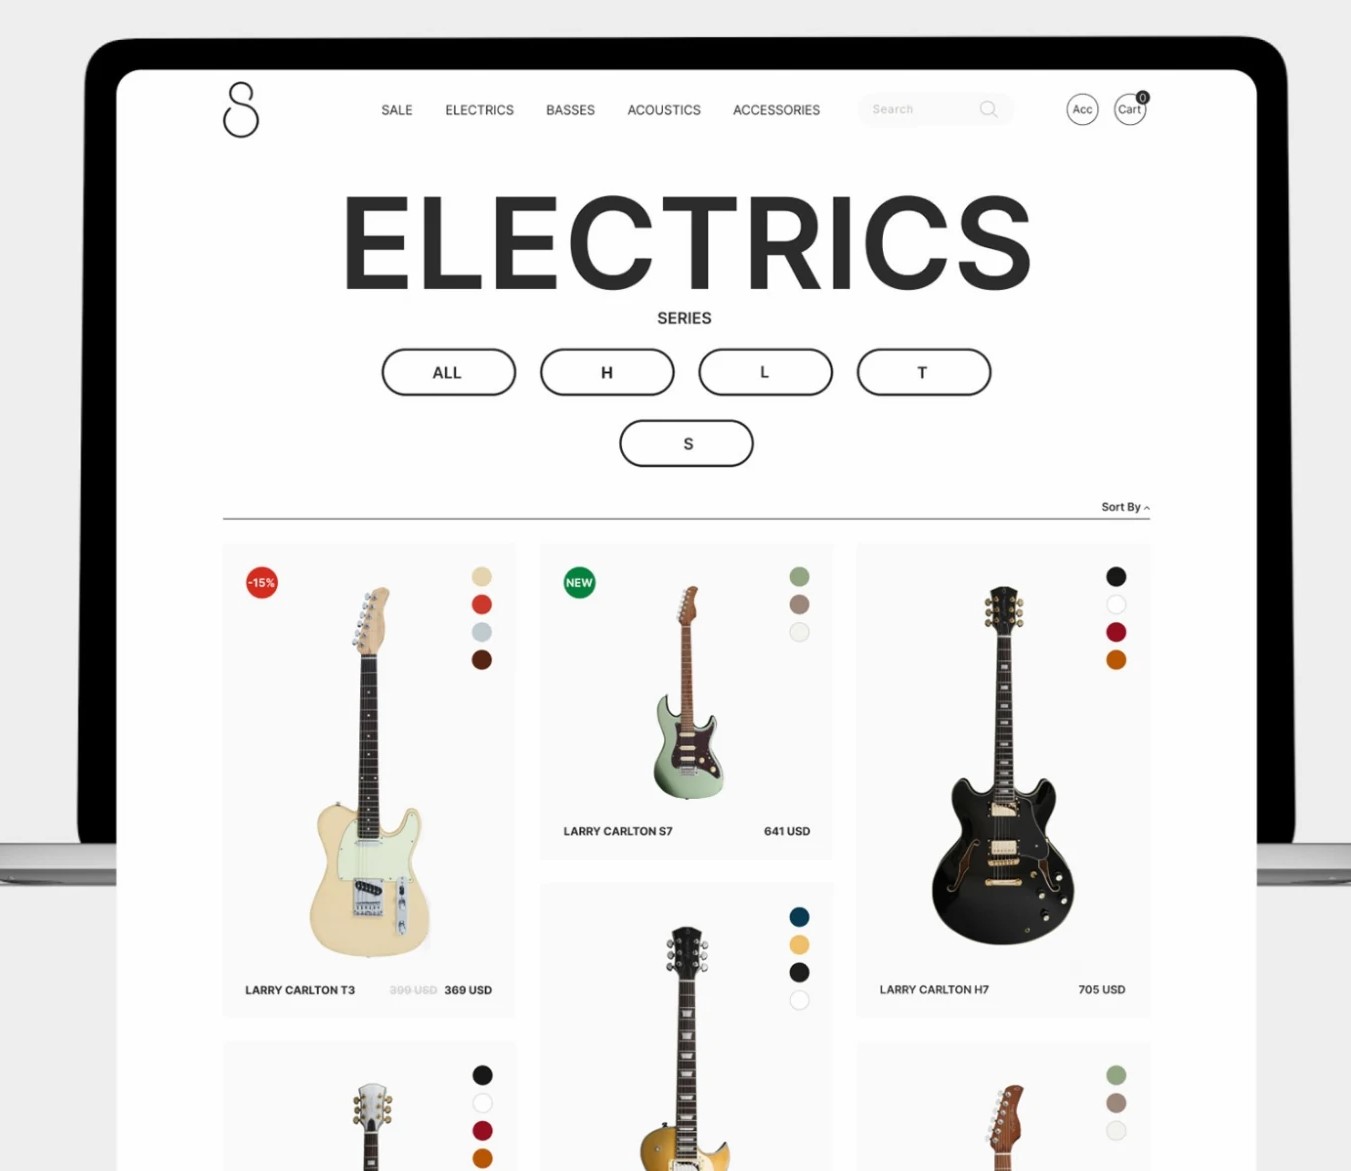 SALE ELECTRICS BASSES ACOUSTICS ACCESSORIES Search Acc Cart 0
ELECTRICS
SERIES
ALL H L T
S
Sort By
-15%
LARRY CARLTON T3 399 USD 369 USD
NEW
LARRY CARLTON S7 641 USD
LARRY CARLTON H7 705 USD